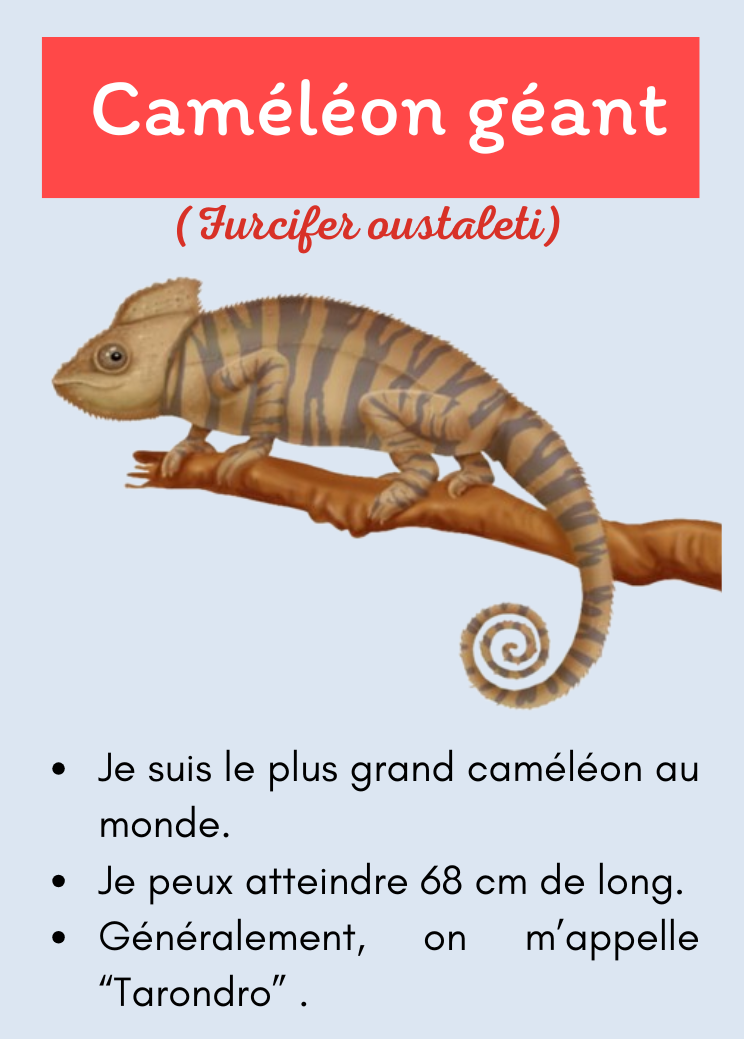 Caméléon géant
(Furcifer oustaleti)
• Je suis le plus grand caméléon au
monde.
• Je peux atteindre 68 cm de long.
• Généralement, on m’appelle
“Tarondro” .